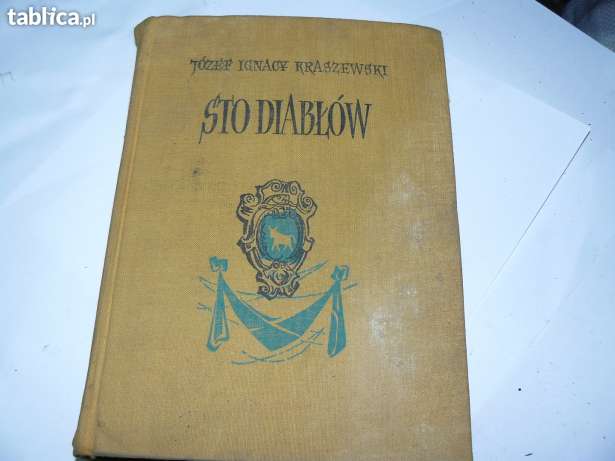 tablica.pl
JÓZEF IGNACY KRASZEWSKI
STO DIABŁÓW